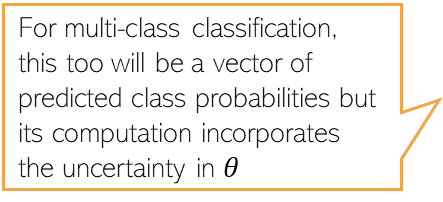 For multi-class classification,
this too will be a vector of
predicted class probabilities but
its computation incorporates
the uncertainty in θ